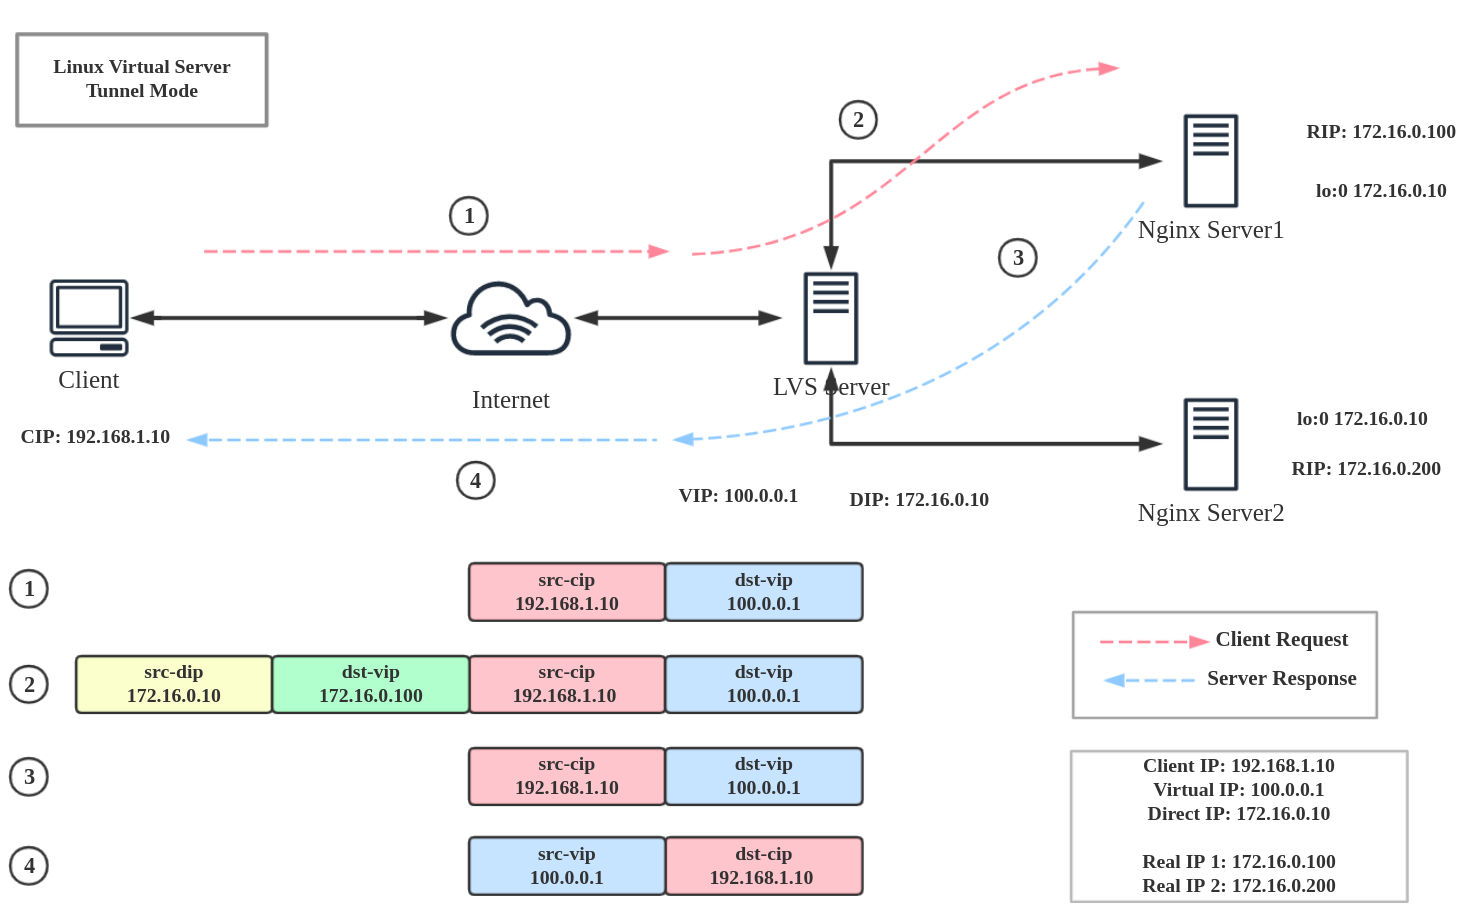 Linux Virtual Server
Tunnel Mode
2
RIP: 172.16.0.100
lo:0 172.16.0.10
1
Nginx Server1
3
Client
LVS Server
Internet
CIP: 192.168.1.10
lo:0 172.16.0.10
RIP: 172.16.0.200
4
VIP: 100.0.0.1
DIP: 172.16.0.10
Nginx Server2
1
src-cip
192.168.1.10
dst-vip
100.0.0.1
2
src-dip
172.16.0.10
dst-vip
172.16.0.100
src-cip
192.168.1.10
dst-vip
100.0.0.1
3
src-cip
192.168.1.10
dst-vip
100.0.0.1
4
src-vip
100.0.0.1
dst-cip
192.168.1.10
Client Request
Server Response
Client IP: 192.168.1.10
Virtual IP: 100.0.0.1
Direct IP: 172.16.0.10
Real IP 1: 172.16.0.100
Real IP 2: 172.16.0.200